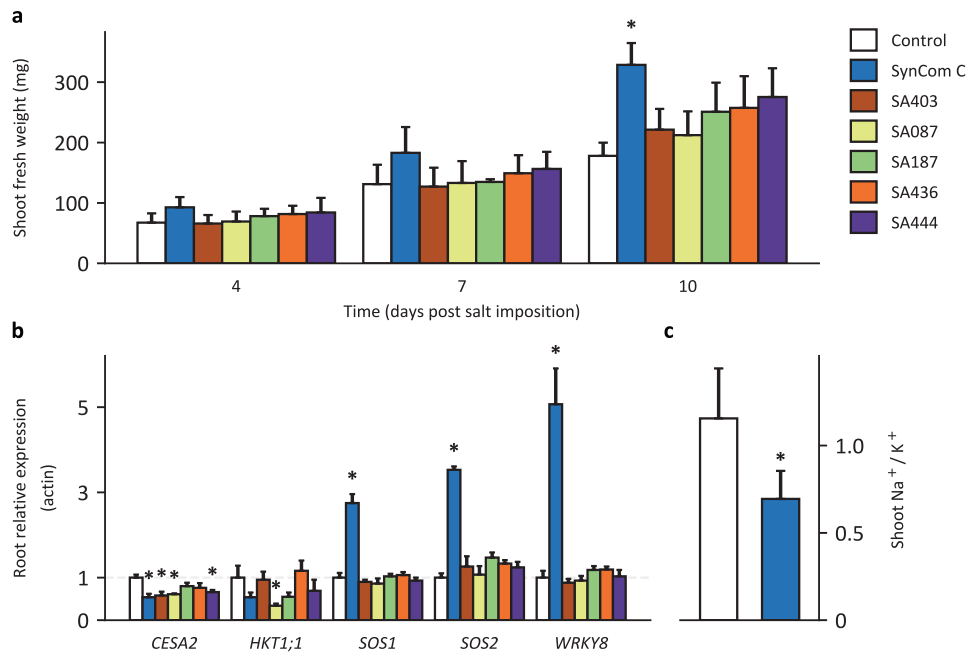 a
*
Shoot fresh weight (mg)
300
200
100
0
4
7
10
Time (days post salt imposition)
Control
SynCom C
SA403
SA087
SA187
SA436
SA444
b
Root relative expression
(actin)
5
3
1
0
* * * *
*
*
*
*
CESA2
HKT1;1
SOS1
SOS2
WRKY8
c
*
1.0
0.5
0
Shoot Na+ / K+